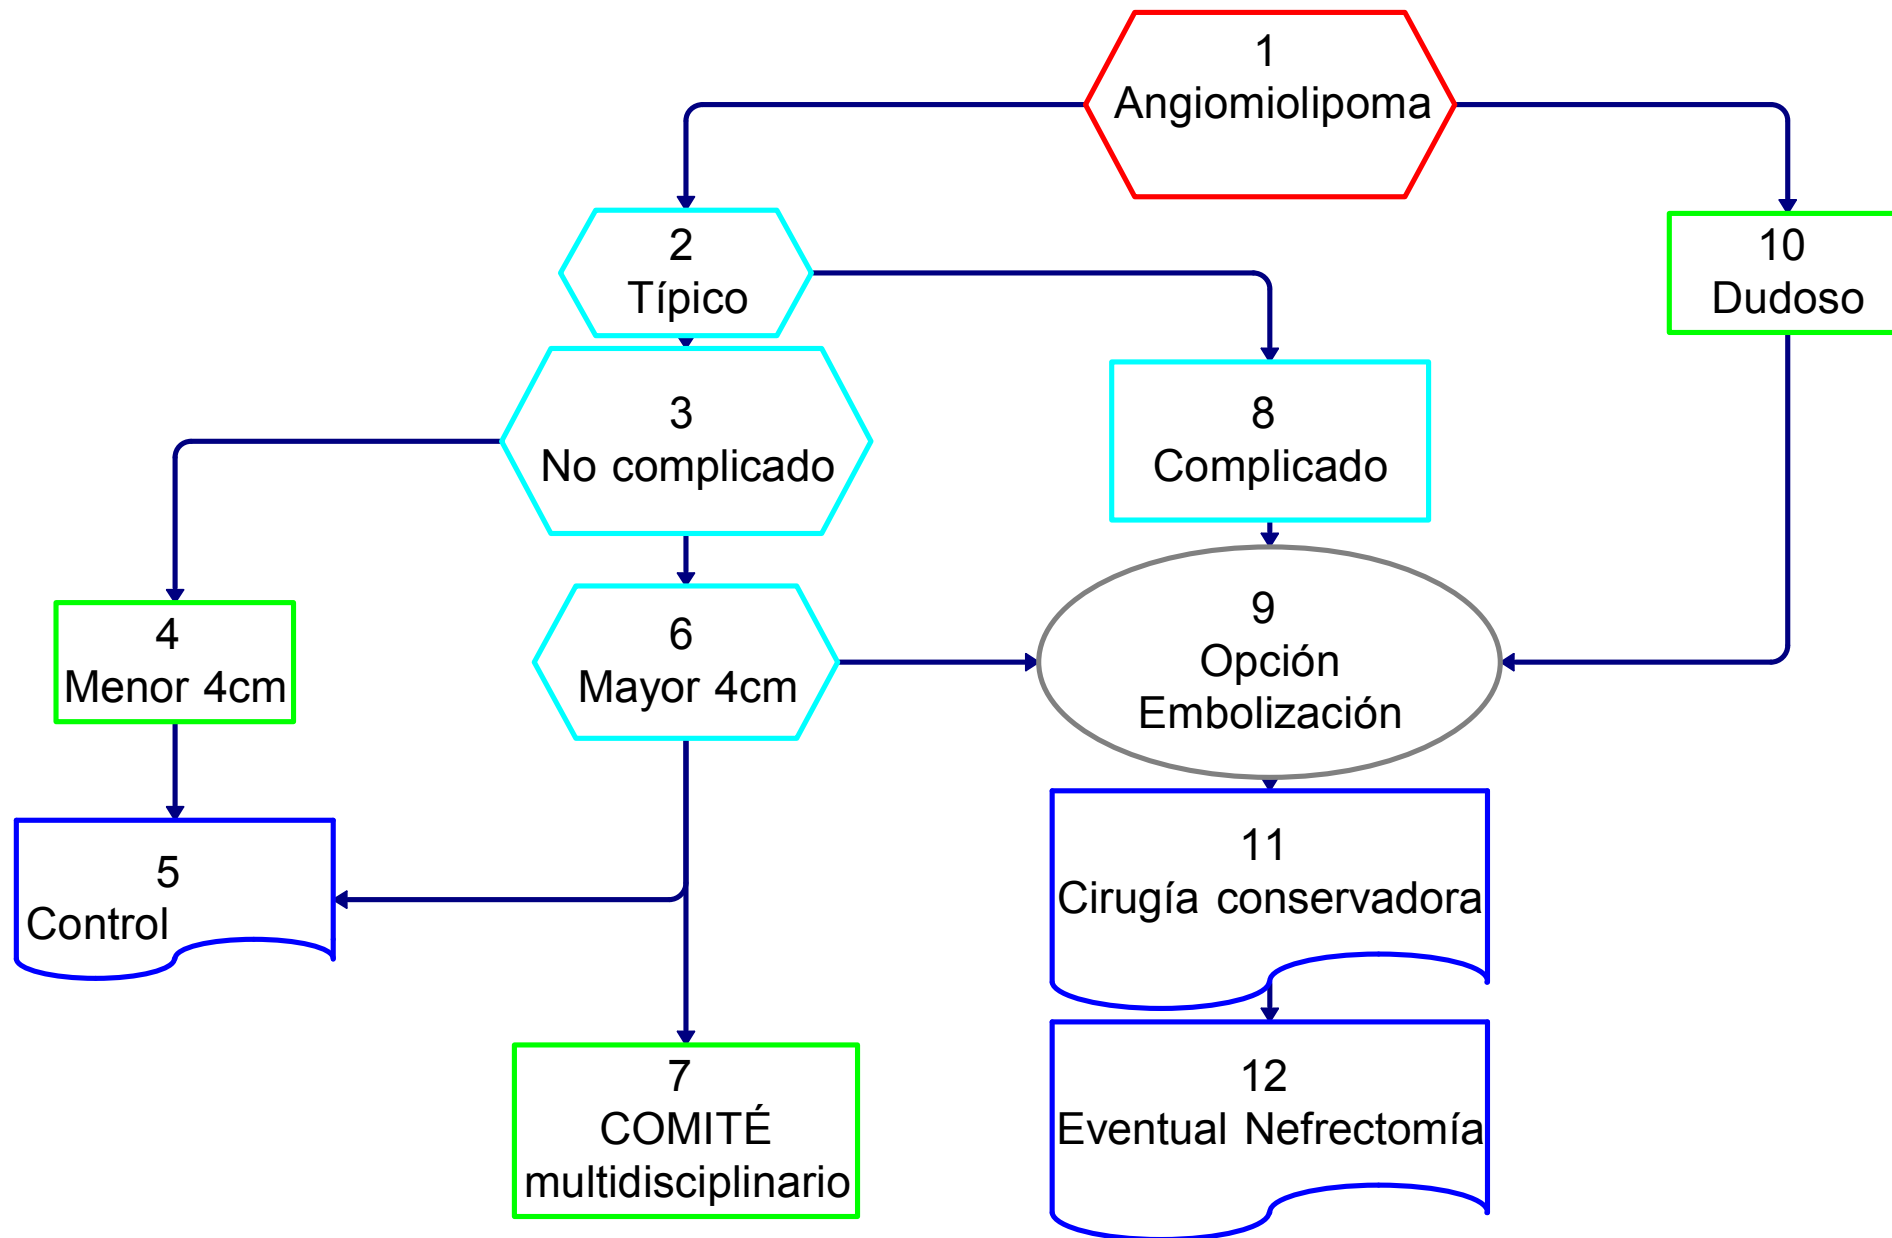 1
Angiomiolipoma
2
Típico
10
Dudoso
3
No complicado
8
Complicado
4
Menor 4cm
6
Mayor 4cm
9
Opción
Embolización
5
Control
11
Cirugía conservadora
7
COMITÉ
multidisciplinario
12
Eventual Nefrectomía